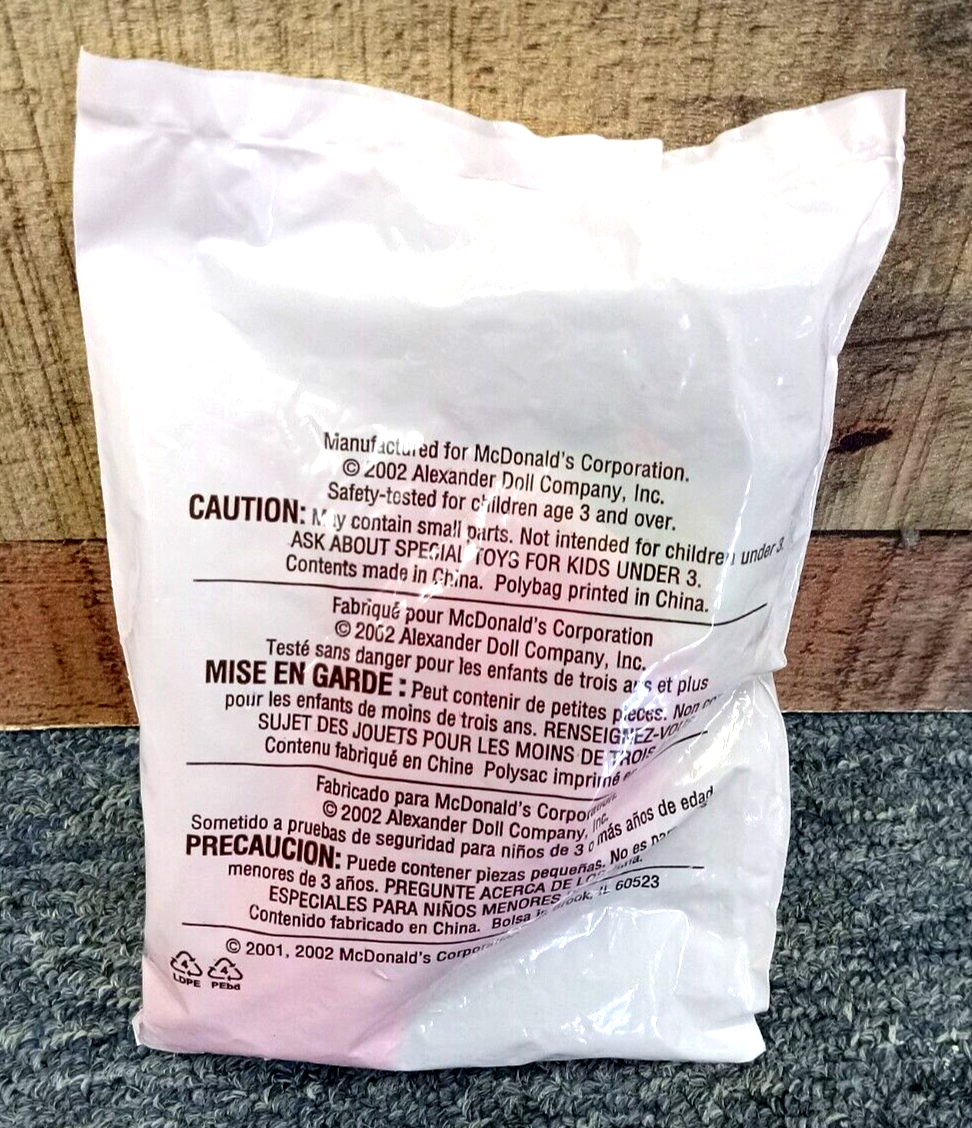 Manufactured for McDonald's Corporation.
© 2002 Alexander Doll Company, Inc.
Safety-tested for children age 3 and over.
CAUTION: May contain small parts. Not intended for children under 3.
ASK ABOUT SPECIAL TOYS FOR KIDS UNDER 3.
Contents made in China. Polybag printed in China.
Fabriqué pour McDonald's Corporation
© 2002 Alexander Doll Company, Inc.
Testé sans danger pour les enfants de trois ans et plus
MISE EN GARDE : Peut contenir de petites pièces. Non
pour les enfants de moins de trois ans. RENSEIGNEZ-VOUS
SUJET DES JOUETS POUR LES MOINS DE TROIS
Contenu fabriqué en Chine Polysac imprimé
Fabricado para McDonald's Corporation.
© 2002 Alexander Doll Company, Inc.
Sometido a pruebas de seguridad para niños de 3 o más años de edad
PRECAUCION: Puede contener piezas pequeñas. No es
menores de 3 años. PREGUNTE ACERCA DE
ESPECIALES PARA NIÑOS MENORES
Contenido fabricado en China. Bolsa
© 2001, 2002 McDonald's Corporation Brook, IL 60523
4 4
LDPE PEbd